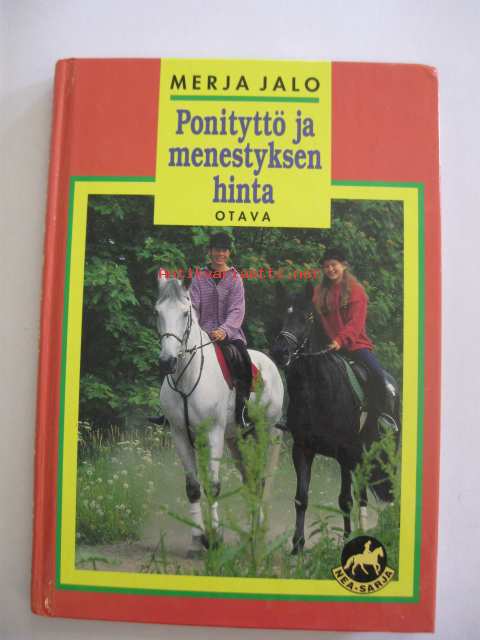 MERJA JALO
Ponityttö ja
menestyksen
hinta
OTAVA
Antikvariaatti.net
NEA-SARJA